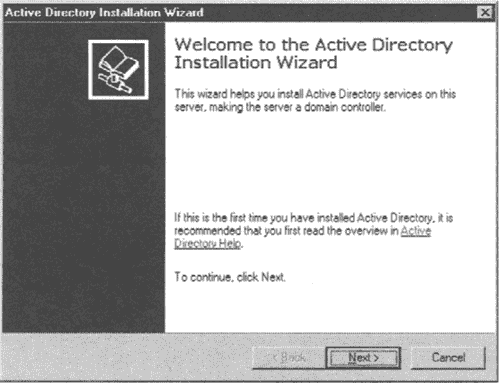 Active Directory Installation Wizard
Welcome to the Active Directory
Installation Wizard
This wizard helps you install Active Directory services on this
server, making the server a domain controller.
If this is the first time you have installed Active Directory, it is
recommended that you first read the overview in Active
Directory Help.
To continue, click Next.
< Back
Next >
Cancel